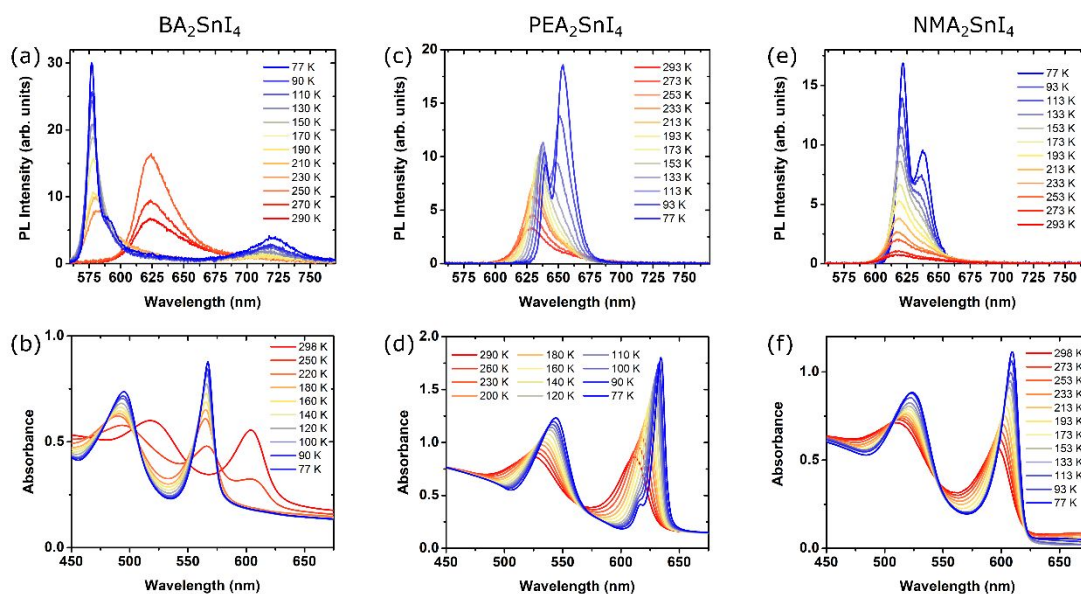 BA₂SnI₄
PEA₂SnI₄
NMA₂SnI₄
(a)
PL Intensity (arb. units)
30
20
10
0
575 600 625 650 675 700 725 750
Wavelength (nm)
77 K
90 K
110 K
130 K
150 K
170 K
190 K
210 K
230 K
250 K
270 K
290 K
(c)
PL Intensity (arb. units)
20
15
10
5
0
575 600 625 650 675 700 725 750
Wavelength (nm)
293 K
273 K
253 K
233 K
213 K
193 K
173 K
153 K
133 K
113 K
93 K
77 K
(e)
PL Intensity (arb. units)
15
10
5
0
575 600 625 650 675 700 725 750
Wavelength (nm)
77 K
93 K
113 K
133 K
153 K
173 K
193 K
213 K
233 K
253 K
273 K
293 K
(b)
Absorbance
1.0
0.5
0.0
450 500 550 600 650
Wavelength (nm)
298 K
250 K
220 K
180 K
160 K
140 K
120 K
100 K
90 K
77 K
(d)
Absorbance
2.0
1.5
1.0
0.5
0.0
450 500 550 600 650
Wavelength (nm)
290 K 180 K 110 K
260 K 160 K 100 K
230 K 140 K 90 K
200 K 120 K 77 K
(f)
Absorbance
1.0
0.5
0.0
450 500 550 600 650
Wavelength (nm)
298 K
273 K
253 K
233 K
213 K
193 K
173 K
153 K
133 K
113 K
93 K
77 K